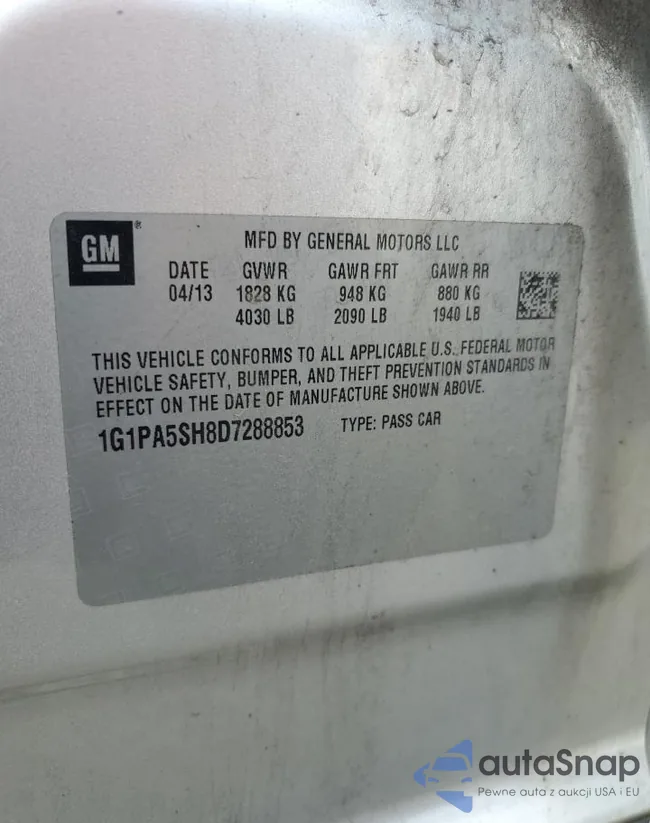 GM®
MFD BY GENERAL MOTORS LLC
DATE GVWR GAWR FRT GAWR RR
04/13 1828 KG 948 KG 880 KG
4030 LB 2090 LB 1940 LB
THIS VEHICLE CONFORMS TO ALL APPLICABLE U.S. FEDERAL MOTOR
VEHICLE SAFETY, BUMPER, AND THEFT PREVENTION STANDARDS IN
EFFECT ON THE DATE OF MANUFACTURE SHOWN ABOVE.
1G1PA5SH8D7288853 TYPE: PASS CAR
autaSnap
Pewne auta z aukcji USA i EU